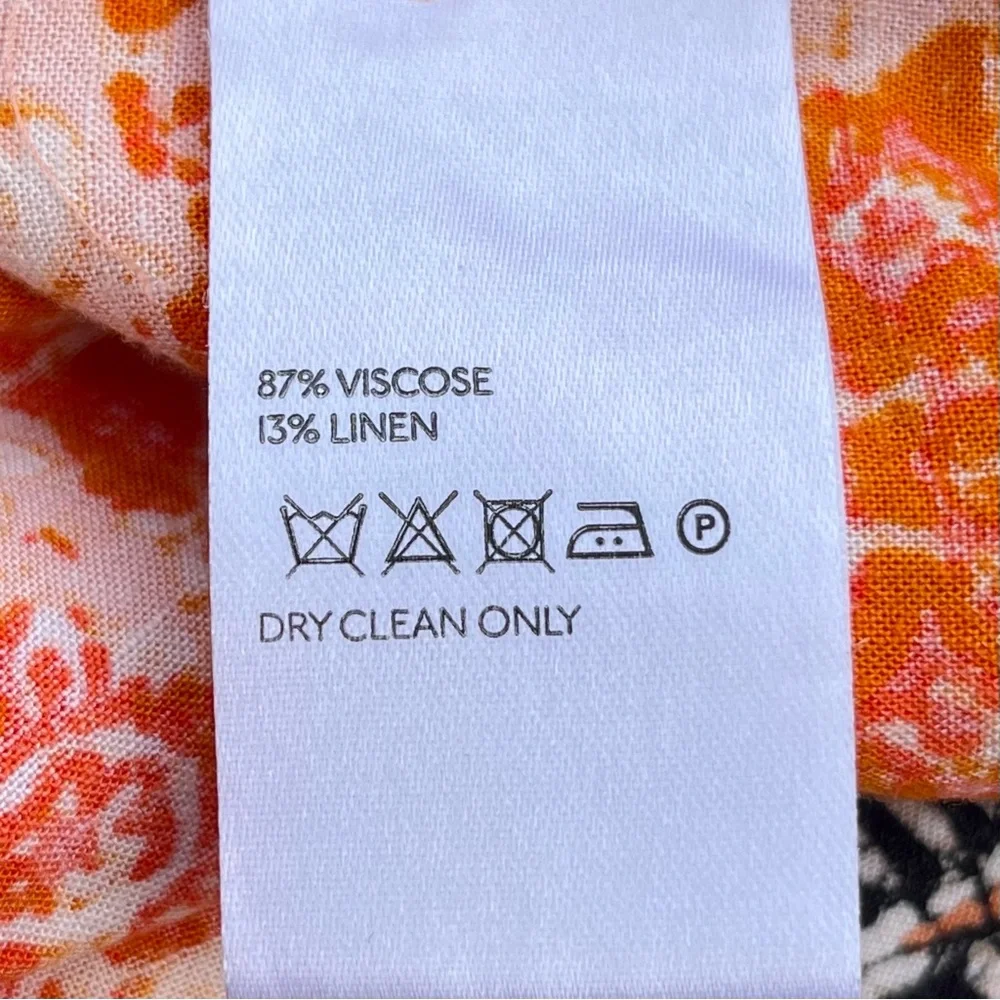 87% VISCOSE
13% LINEN
P
DRY CLEAN ONLY